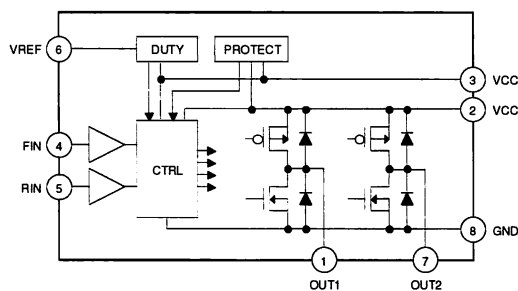 VREF 6 DUTY PROTECT
3 VCC
2 VCC
FIN 4
CTRL
RIN 5
8 GND
1 7
OUT1 OUT2